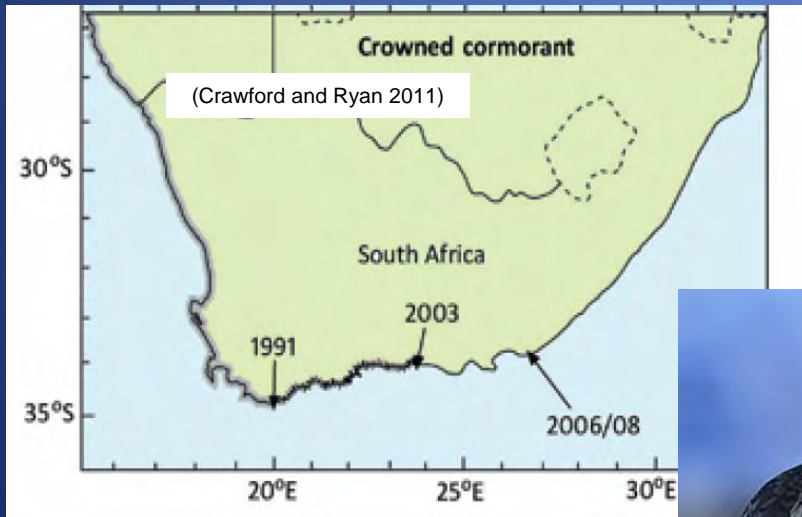 Crowned cormorant
(Crawford and Ryan 2011)
30°S
South Africa
2003
1991
35°S
2006/08
20°E
25°E
30°E